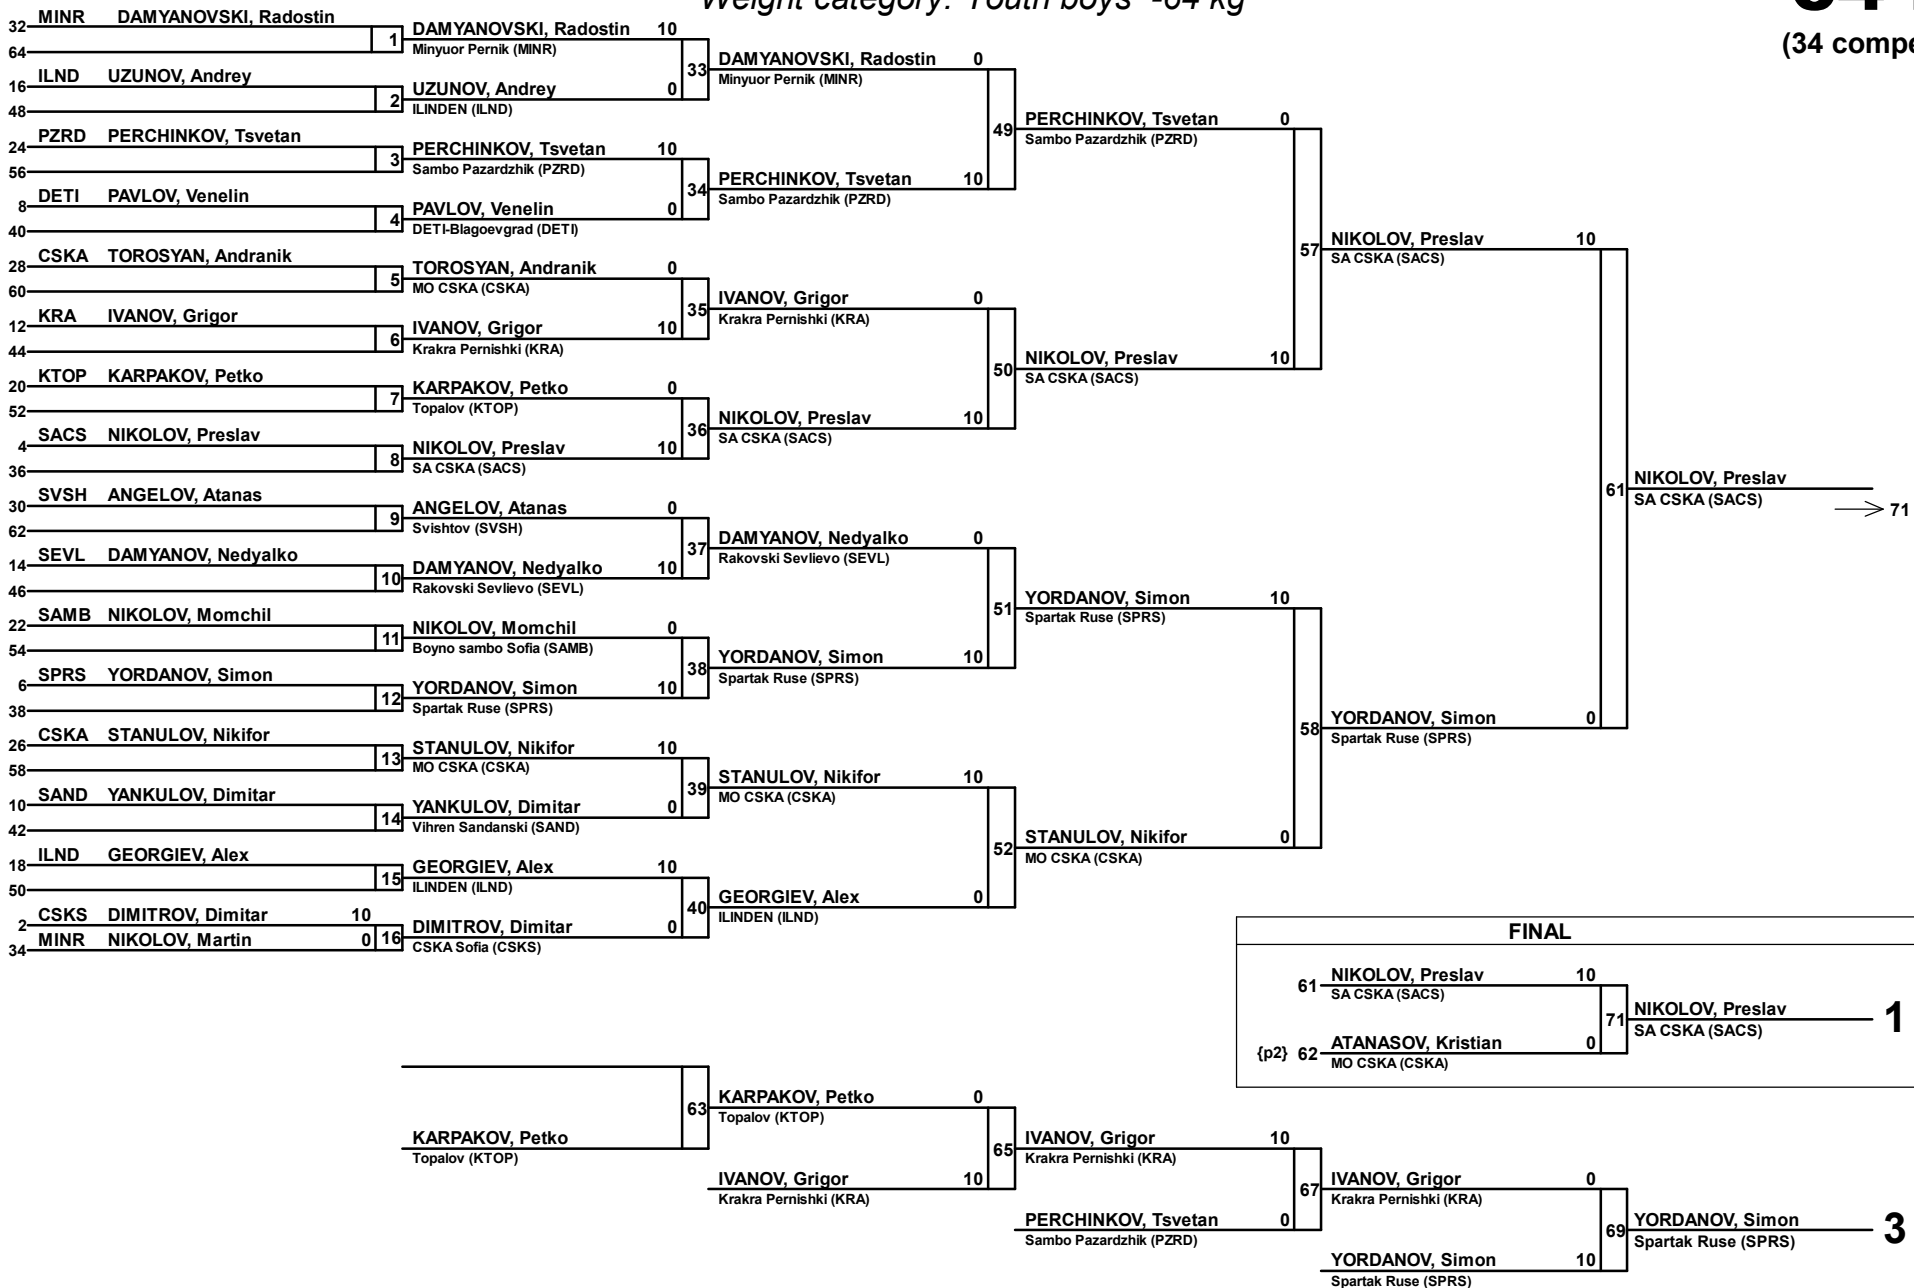 Weight category: Youth boys -64 kg
(34 compe
32 MINR DAMYANOVSKI, Radostin
64
1
16 ILND UZUNOV, Andrey
48
2
24 PZRD PERCHINKOV, Tsvetan
56
3
8 DETI PAVLOV, Venelin
40
4
28 CSKA TOROSYAN, Andranik
60
5
12 KRA IVANOV, Grigor
44
6
20 KTOP KARPAKOV, Petko
52
7
4 SACS NIKOLOV, Preslav
36
8
30 SVSH ANGELOV, Atanas
62
9
14 SEVL DAMYANOV, Nedyalko
46
10
22 SAMB NIKOLOV, Momchil
54
11
6 SPRS YORDANOV, Simon
38
12
26 CSKA STANULOV, Nikifor
58
13
10 SAND YANKULOV, Dimitar
42
14
18 ILND GEORGIEV, Alex
50
15
2 CSKS DIMITROV, Dimitar 10
34 MINR NIKOLOV, Martin 0
16
DAMYANOVSKI, Radostin 10
Minyuor Pernik (MINR)
33
UZUNOV, Andrey 0
ILINDEN (ILND)
PERCHINKOV, Tsvetan 10
Sambo Pazardzhik (PZRD)
34
PAVLOV, Venelin 0
DETI-Blagoevgrad (DETI)
TOROSYAN, Andranik 0
MO CSKA (CSKA)
35
IVANOV, Grigor 10
Krakra Pernishki (KRA)
KARPAKOV, Petko 0
Topalov (KTOP)
36
NIKOLOV, Preslav 10
SA CSKA (SACS)
ANGELOV, Atanas 0
Svishtov (SVSH)
37
DAMYANOV, Nedyalko 10
Rakovski Sevlievo (SEVL)
NIKOLOV, Momchil 0
Boyno sambo Sofia (SAMB)
38
YORDANOV, Simon 10
Spartak Ruse (SPRS)
STANULOV, Nikifor 10
MO CSKA (CSKA)
39
YANKULOV, Dimitar 0
Vihren Sandanski (SAND)
GEORGIEV, Alex 10
ILINDEN (ILND)
40
DIMITROV, Dimitar 0
CSKA Sofia (CSKS)
DAMYANOVSKI, Radostin 0
Minyuor Pernik (MINR)
49
PERCHINKOV, Tsvetan 10
Sambo Pazardzhik (PZRD)
IVANOV, Grigor 0
Krakra Pernishki (KRA)
50
NIKOLOV, Preslav 10
SA CSKA (SACS)
DAMYANOV, Nedyalko 0
Rakovski Sevlievo (SEVL)
51
YORDANOV, Simon 10
Spartak Ruse (SPRS)
STANULOV, Nikifor 10
MO CSKA (CSKA)
52
GEORGIEV, Alex 0
ILINDEN (ILND)
PERCHINKOV, Tsvetan 0
Sambo Pazardzhik (PZRD)
57
NIKOLOV, Preslav 10
SA CSKA (SACS)
YORDANOV, Simon 10
Spartak Ruse (SPRS)
58
STANULOV, Nikifor 0
MO CSKA (CSKA)
NIKOLOV, Preslav 10
SA CSKA (SACS)
61
YORDANOV, Simon 0
Spartak Ruse (SPRS)
NIKOLOV, Preslav
SA CSKA (SACS)
71
FINAL
61 NIKOLOV, Preslav 10
SA CSKA (SACS)
71
{p2} 62 ATANASOV, Kristian 0
MO CSKA (CSKA)
NIKOLOV, Preslav 1
SA CSKA (SACS)
63
KARPAKOV, Petko
Topalov (KTOP)
KARPAKOV, Petko 0
Topalov (KTOP)
65
IVANOV, Grigor 10
Krakra Pernishki (KRA)
IVANOV, Grigor 10
Krakra Pernishki (KRA)
67
PERCHINKOV, Tsvetan 0
Sambo Pazardzhik (PZRD)
IVANOV, Grigor 0
Krakra Pernishki (KRA)
69
YORDANOV, Simon 10
Spartak Ruse (SPRS)
YORDANOV, Simon 3
Spartak Ruse (SPRS)